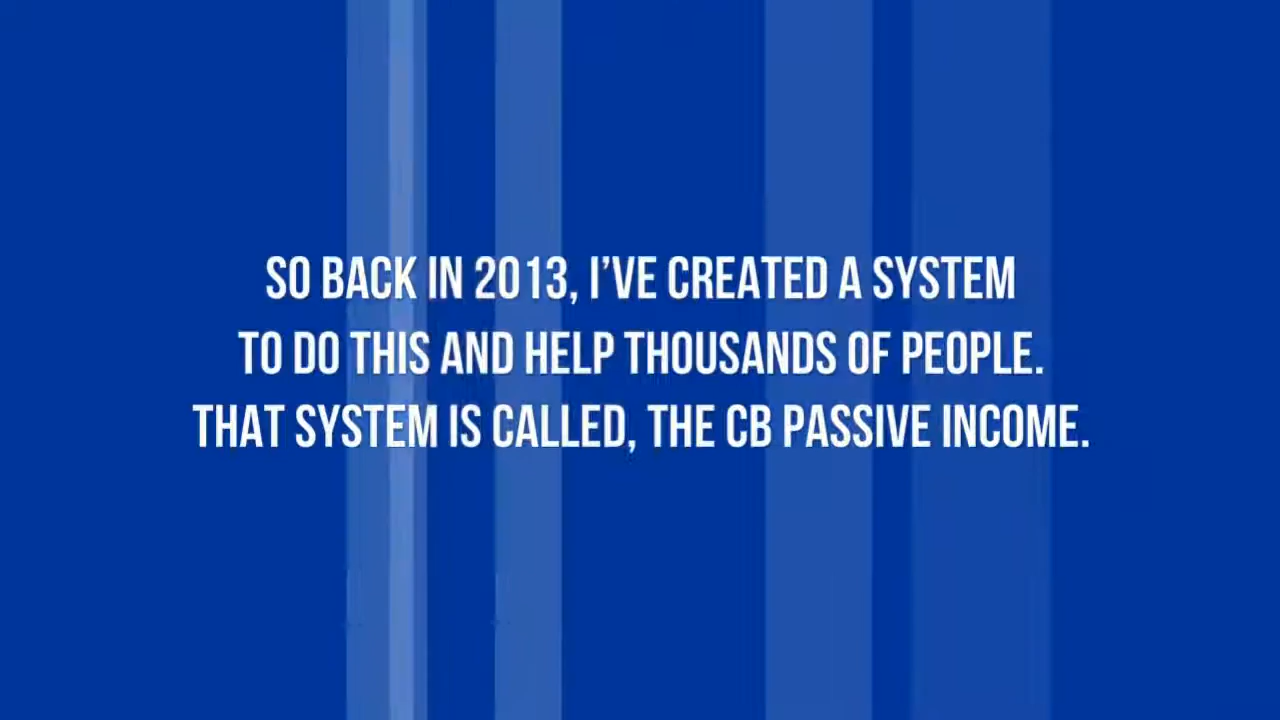 SO BACK IN 2013, I'VE CREATED A SYSTEM
TO DO THIS AND HELP THOUSANDS OF PEOPLE.
THAT SYSTEM IS CALLED, THE CB PASSIVE INCOME.